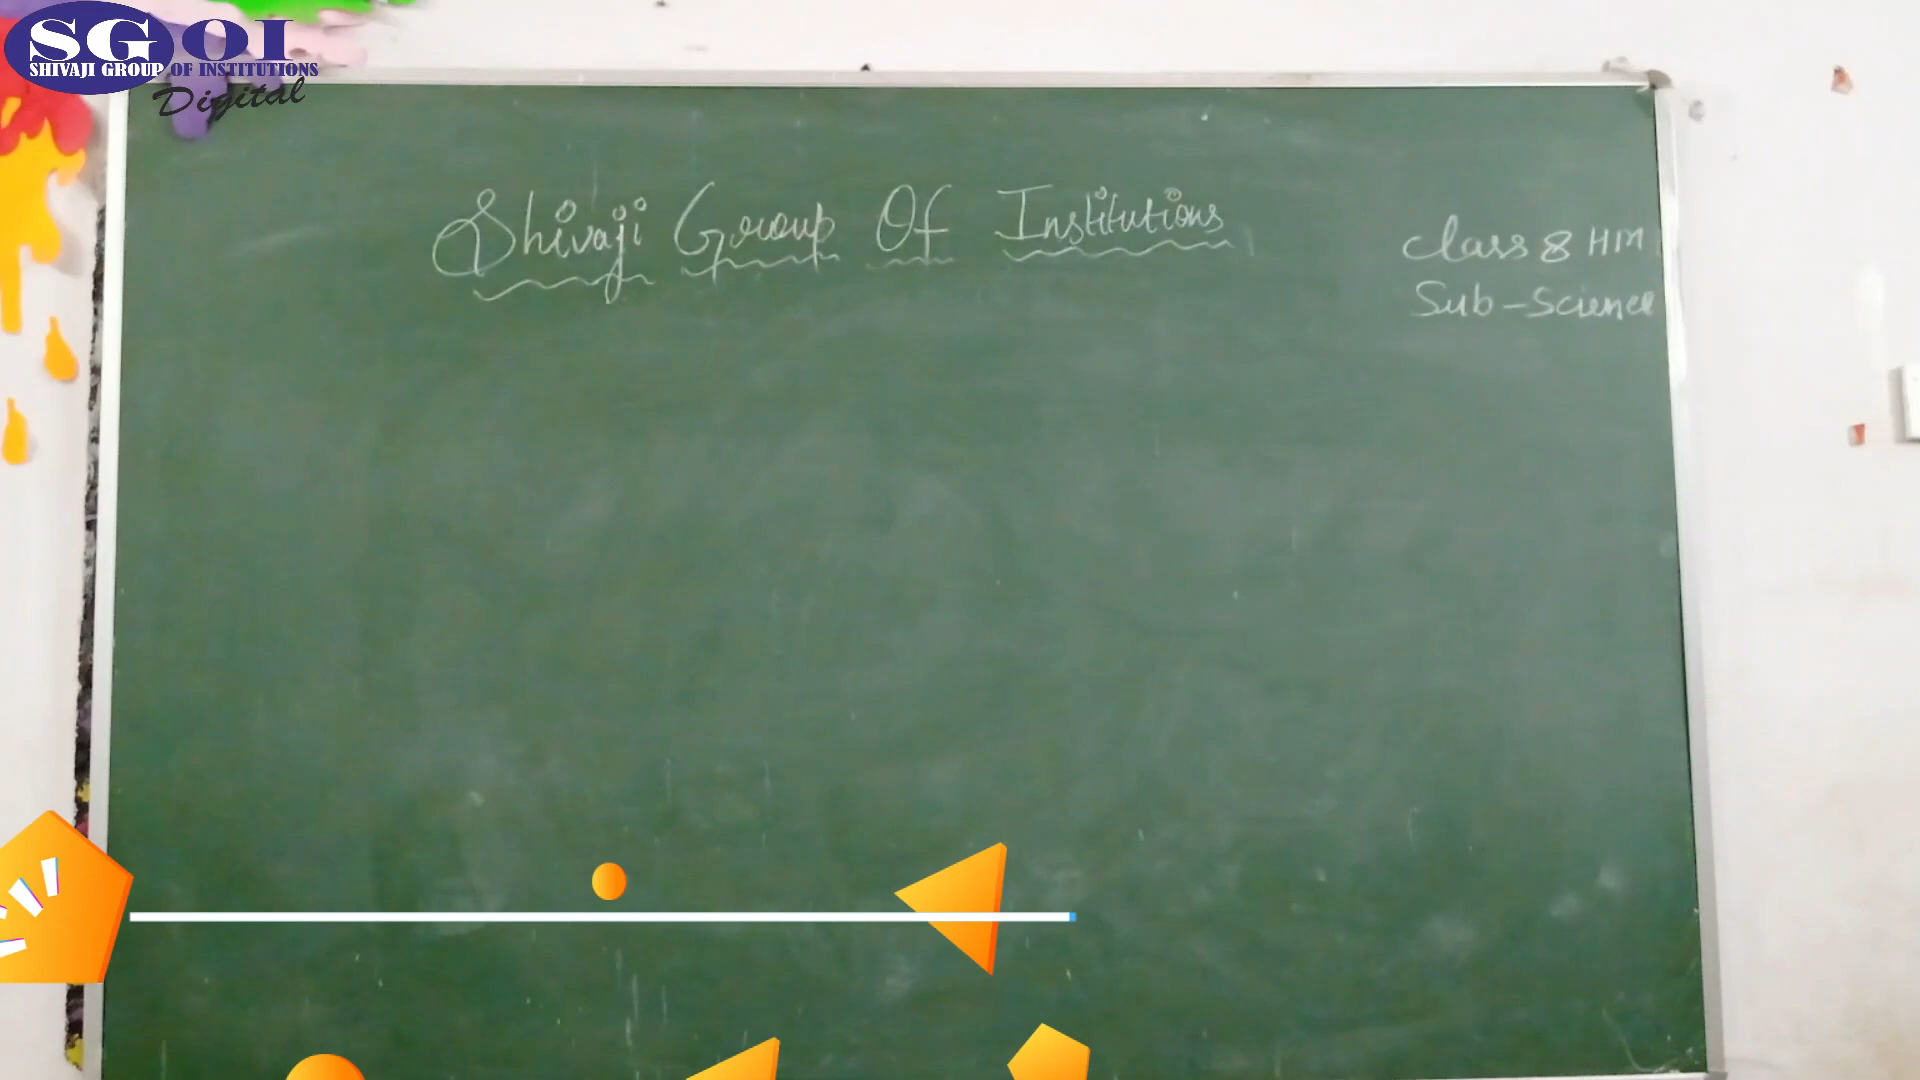 SGOI
SHIVAJI GROUP OF INSTITUTIONS
Digital
Shivaji Group Of Institutions
Class 8 HM
Sub-Science